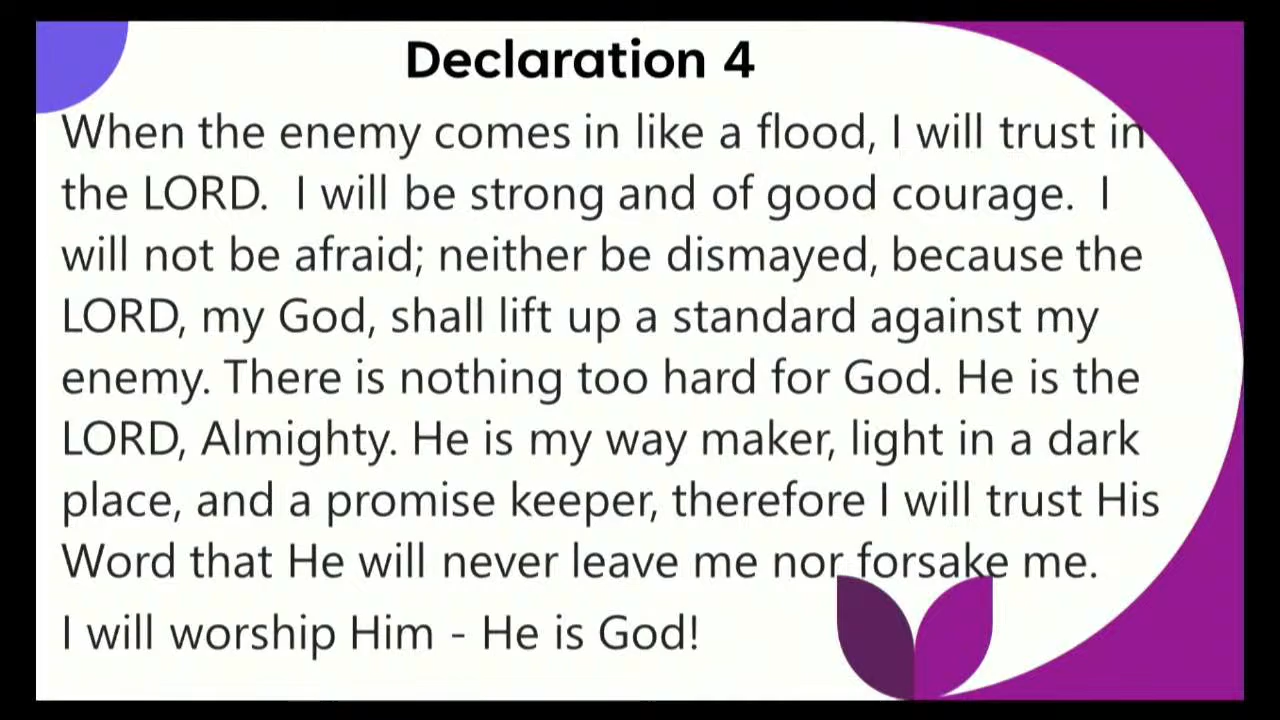 Declaration 4
When the enemy comes in like a flood, I will trust in
the LORD.  I will be strong and of good courage.  I
will not be afraid; neither be dismayed, because the
LORD, my God, shall lift up a standard against my
enemy. There is nothing too hard for God. He is the
LORD, Almighty. He is my way maker, light in a dark
place, and a promise keeper, therefore I will trust His
Word that He will never leave me nor forsake me.
I will worship Him - He is God!